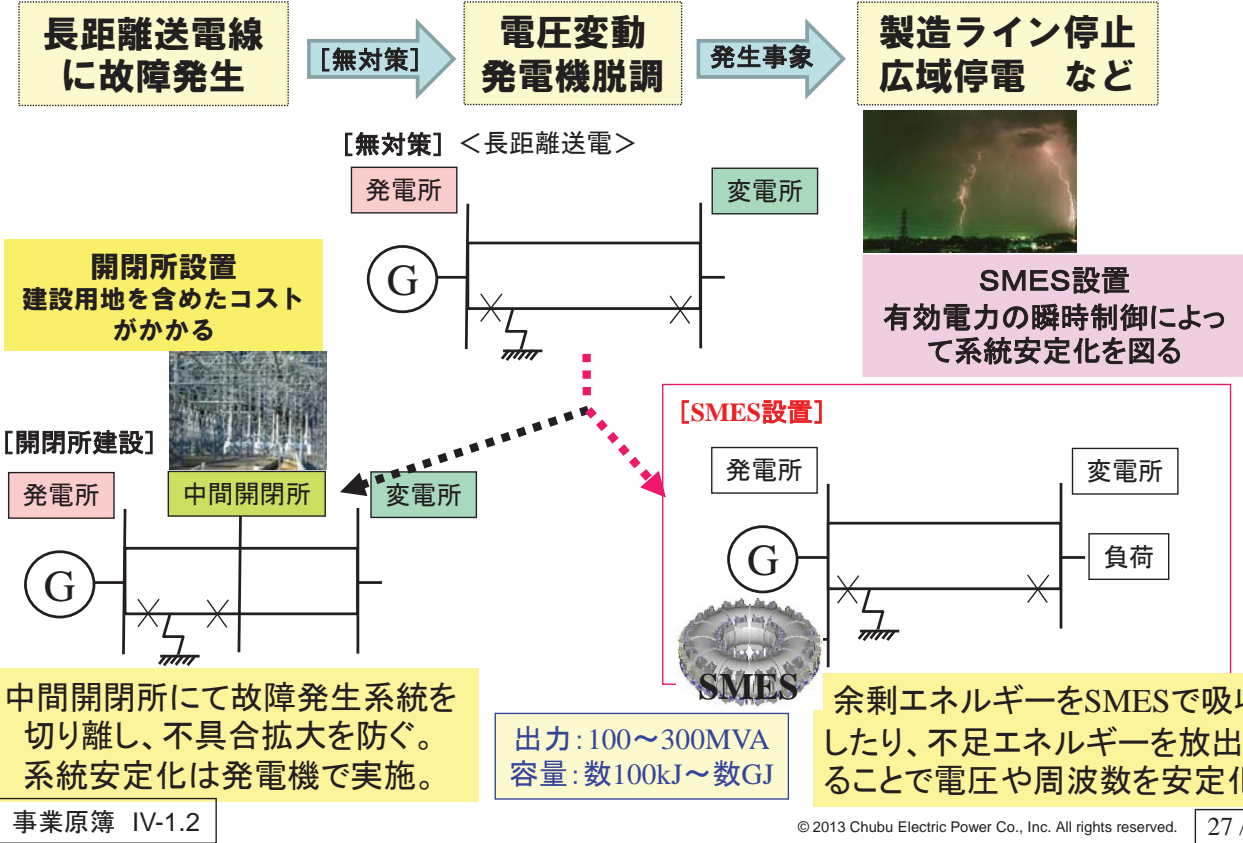 長距離送電線
に故障発生
[無対策]
電圧変動
発電機脱調
発生事象
製造ライン停止
広域停電　など
[無対策] ＜長距離送電＞
発電所
変電所
G
開閉所設置
建設用地を含めたコスト
がかかる
SMES設置
有効電力の瞬時制御によっ
て系統安定化を図る
[開閉所建設]
発電所
中間開閉所
変電所
G
中間開閉所にて故障発生系統を
切り離し、不具合拡大を防ぐ。
系統安定化は発電機で実施。
[SMES設置]
発電所
変電所
G
負荷
SMES
出力：100～300MVA
容量：数100kJ～数GJ
余剰エネルギーをSMESで吸収
したり、不足エネルギーを放出
ることで電圧や周波数を安定化
事業原簿 IV-1.2
© 2013 Chubu Electric Power Co., Inc. All rights reserved.
27 /